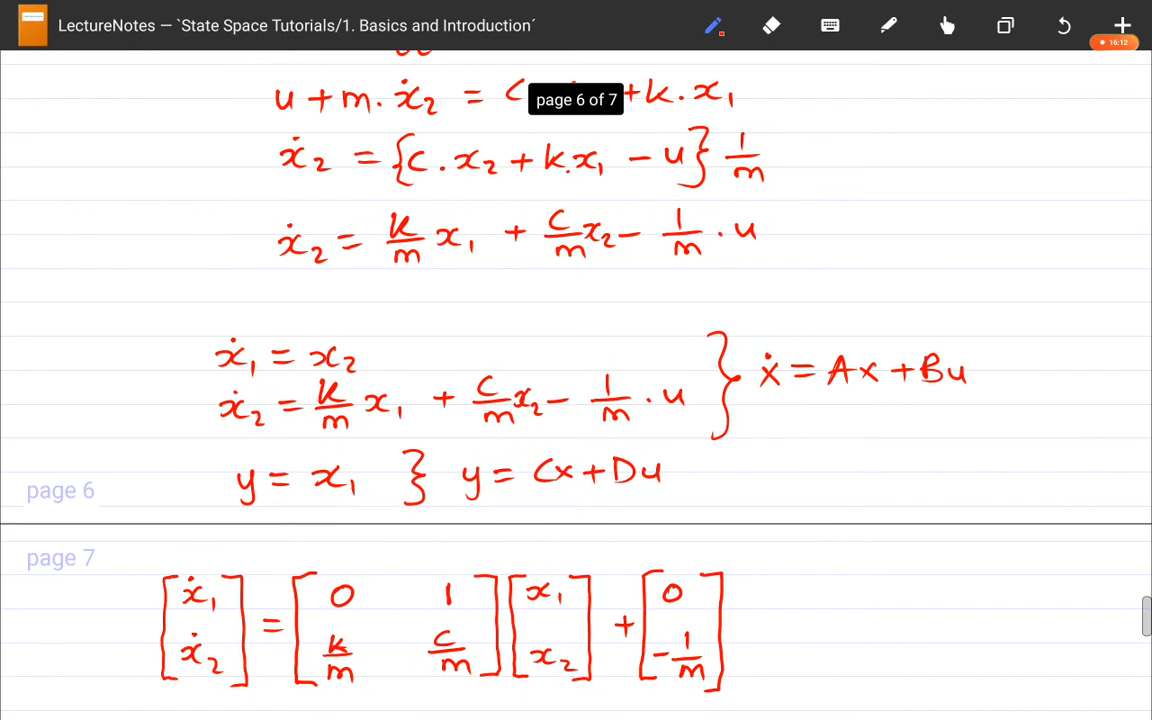 LectureNotes — `State Space Tutorials/1. Basics and Introduction´
16:12
page 6 of 7
u + m. ẋ₂ = c +k. x₁
ẋ₂ = {c . x₂ + k.x₁ − u} 1/m
ẋ₂ = k/m x₁ + c/m x₂ − 1/m . u
ẋ₁ = x₂
ẋ₂ = k/m x₁ + c/m x₂ − 1/m . u } ẋ = Ax + Bu
y = x₁ } y = Cx + Du
page 6
page 7
[ẋ₁ ẋ₂] = [0 1 k/m c/m] [x₁ x₂] + [0 −1/m]